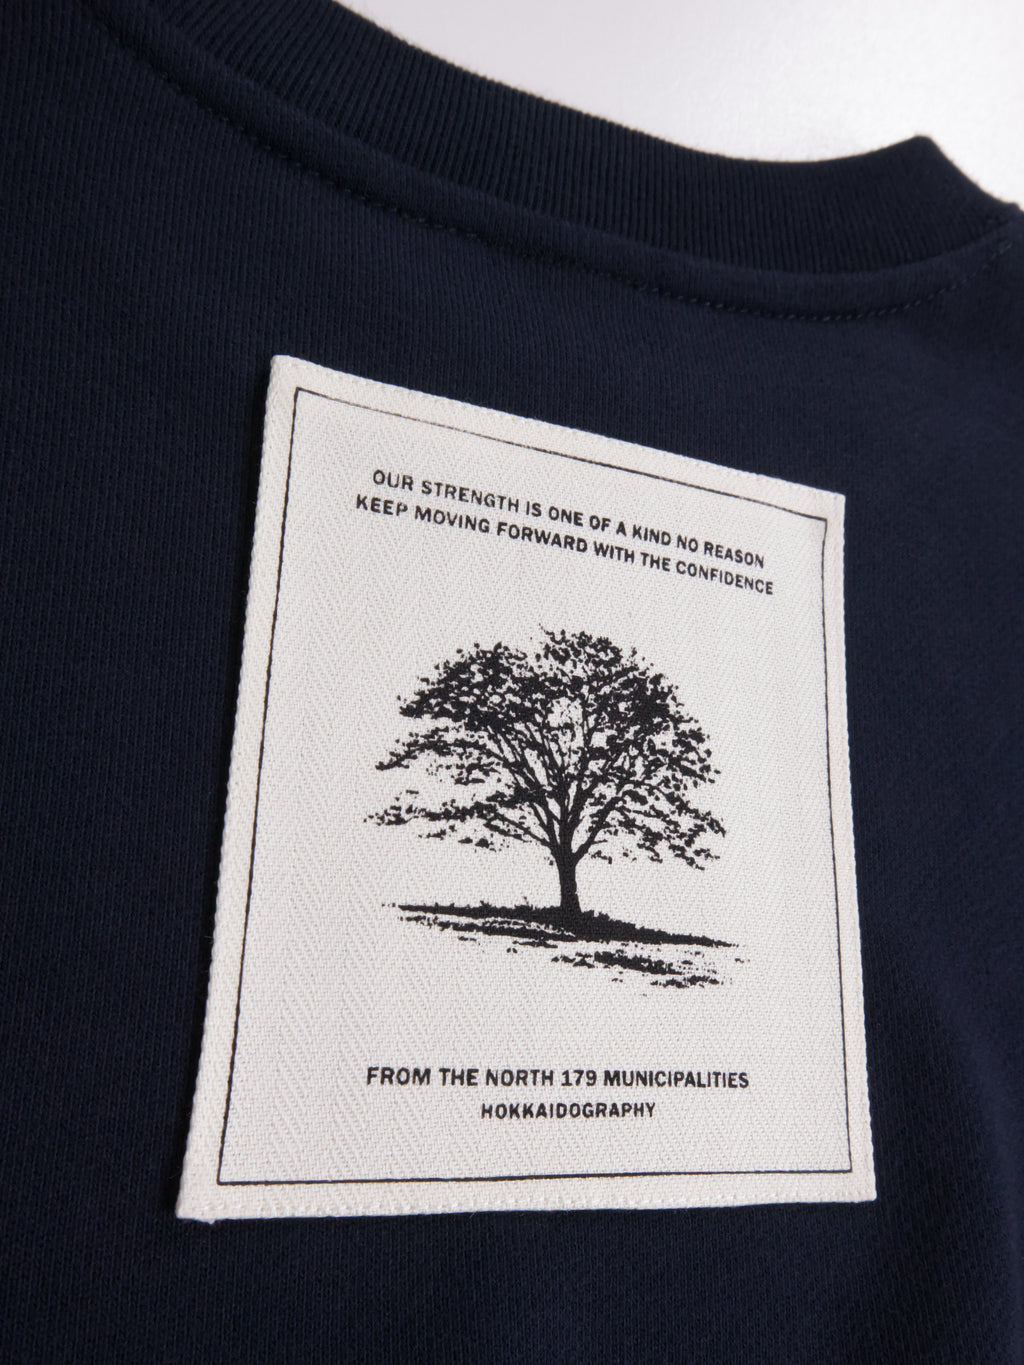 OUR STRENGTH IS ONE OF A KIND NO REASON
KEEP MOVING FORWARD WITH THE CONFIDENCE
FROM THE NORTH 179 MUNICIPALITIES
HOKKAIDOGRAPHY